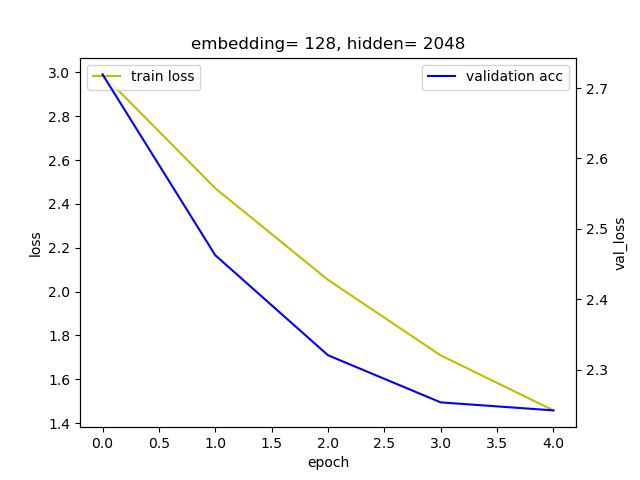 embedding= 128, hidden= 2048
train loss
validation acc
3.0
2.8
2.6
2.4
2.2
2.0
1.8
1.6
1.4
loss
2.7
2.6
2.5
2.4
2.3
val_loss
0.0 0.5 1.0 1.5 2.0 2.5 3.0 3.5 4.0
epoch